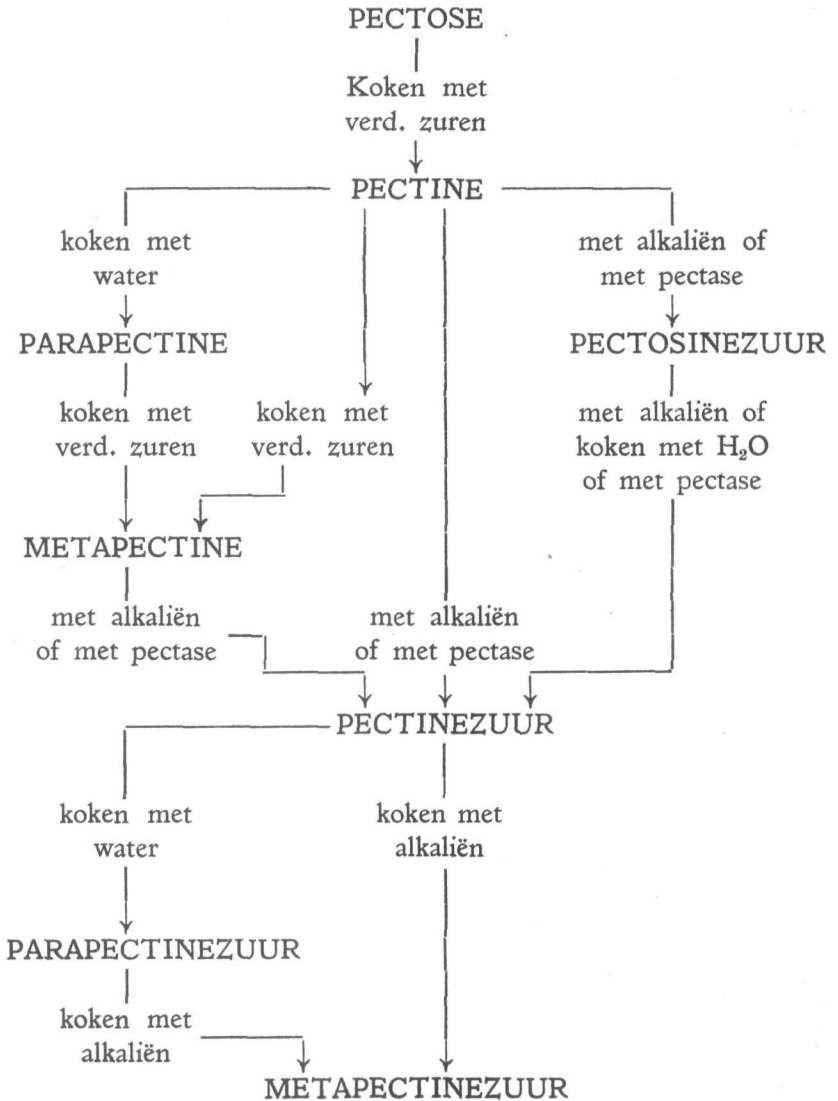 PECTOSE
Koken met
verd. zuren
PECTINE
koken met
water
met alkaliën of
met pectase
PARAPECTINE
PECTOSINEZUUR
koken met
verd. zuren
koken met
verd. zuren
met alkaliën of
koken met H₂O
of met pectase
METAPECTINE
met alkaliën
of met pectase
met alkaliën
of met pectase
PECTINEZUUR
koken met
water
koken met
alkaliën
PARAPECTINEZUUR
koken met
alkaliën
METAPECTINEZUUR